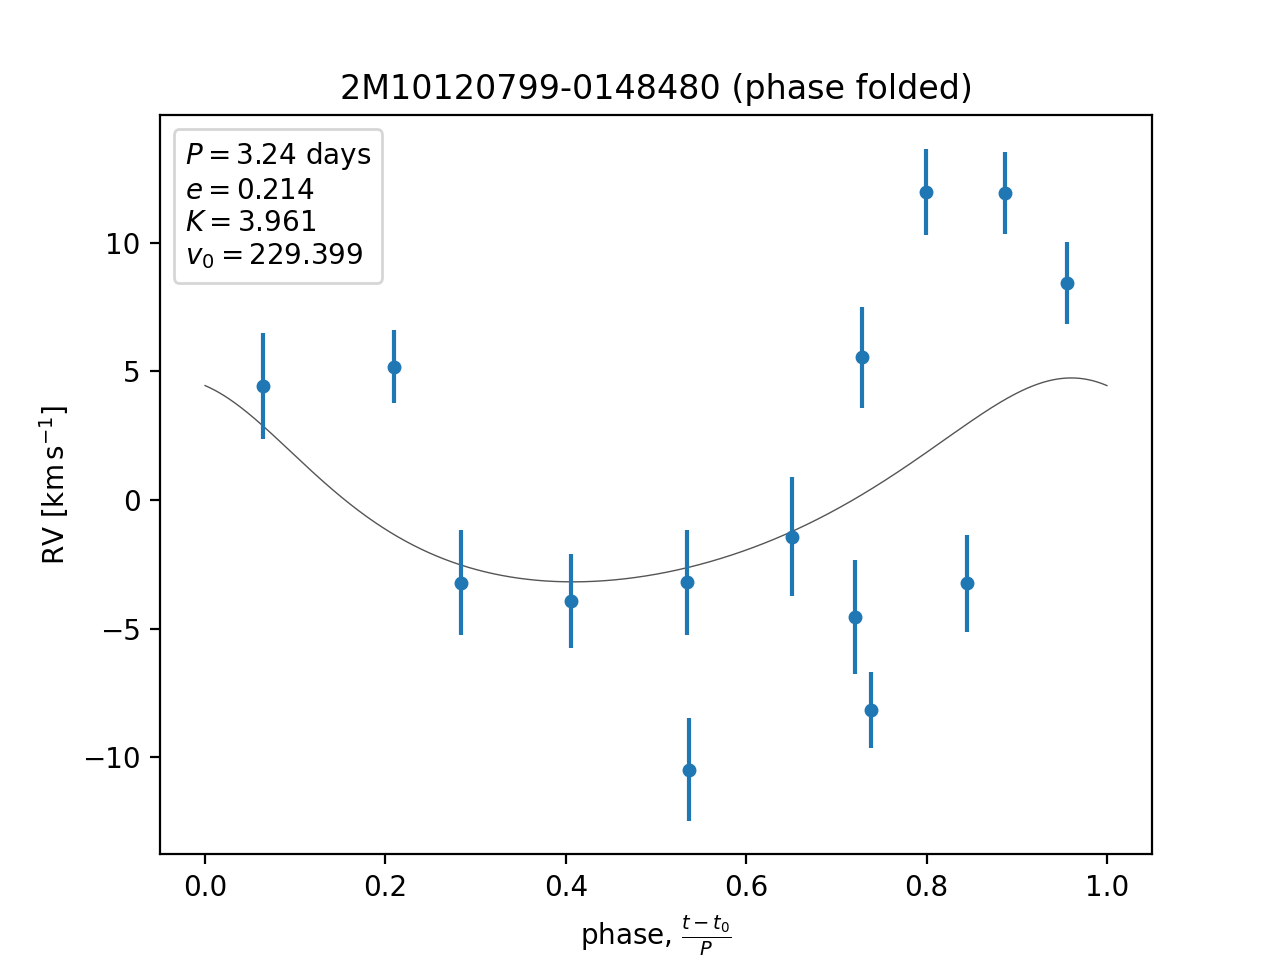 2M10120799-0148480 (phase folded)
P = 3.24 days
e = 0.214
K = 3.961
v₀ = 229.399
10
5
0
−5
−10
RV [km s⁻¹]
0.0 0.2 0.4 0.6 0.8 1.0
phase, (t − t₀)/P